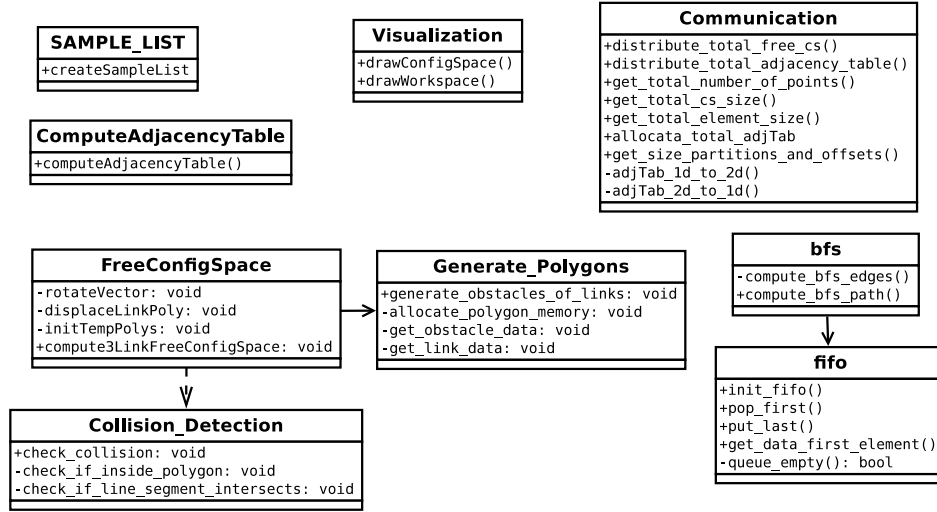 SAMPLE_LIST
+createSampleList
Visualization
+drawConfigSpace()
+drawWorkspace()
Communication
+distribute_total_free_cs()
+distribute_total_adjacency_table()
+get_total_number_of_points()
+get_total_cs_size()
+get_total_element_size()
+allocata_total_adjTab
+get_size_partitions_and_offsets()
-adjTab_1d_to_2d()
-adjTab_2d_to_1d()
ComputeAdjacencyTable
+computeAdjacencyTable()
FreeConfigSpace
-rotateVector: void
-displaceLinkPoly: void
-initTempPolys: void
+compute3LinkFreeConfigSpace: void
Generate_Polygons
+generate_obstacles_of_links: void
-allocate_polygon_memory: void
-get_obstacle_data: void
-get_link_data: void
bfs
-compute_bfs_edges()
+compute_bfs_path()
fifo
+init_fifo()
+pop_first()
+put_last()
+get_data_first_element()
-queue_empty(): bool
Collision_Detection
+check_collision: void
-check_if_inside_polygon: void
-check_if_line_segment_intersects: void